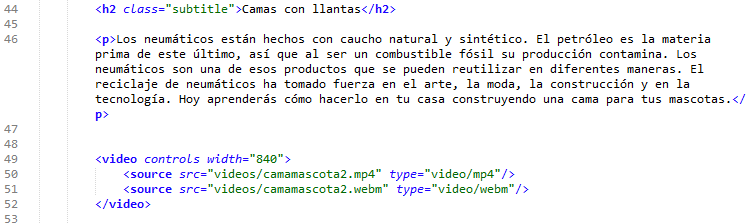 44 <h2 class="subtitle">Camas con llantas</h2>
45
46 <p>Los neumáticos están hechos con caucho natural y sintético. El petróleo es la materia
prima de este último, así que al ser un combustible fósil su producción contamina. Los
neumáticos son una de esos productos que se pueden reutilizar en diferentes maneras. El
reciclaje de neumáticos ha tomado fuerza en el arte, la moda, la construcción y en la
tecnología. Hoy aprenderás cómo hacerlo en tu casa construyendo una cama para tus mascotas.</
p>
47
48
49 <video controls width="840">
50 <source src="videos/camamascota2.mp4" type="video/mp4"/>
51 <source src="videos/camamascota2.webm" type="video/webm"/>
52 </video>
53